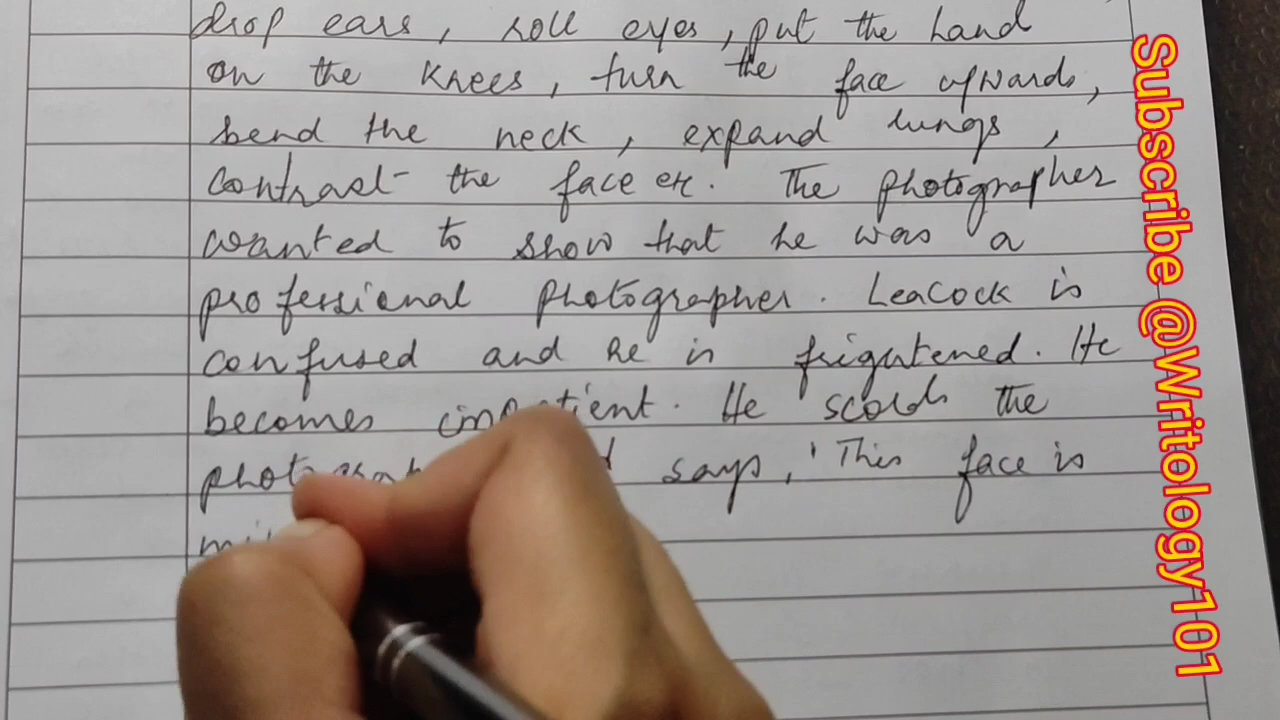 drop ears, roll eyes, put the hand
on the knees, turn the face upwards,
bend the neck, expand lungs,
contrast the face etc. The photographer
wanted to show that he was a
professional photographer. Leacock is
confused and he is frightened. He
becomes impatient. He scolds the
says, 'This face is
Subscribe @Writology101